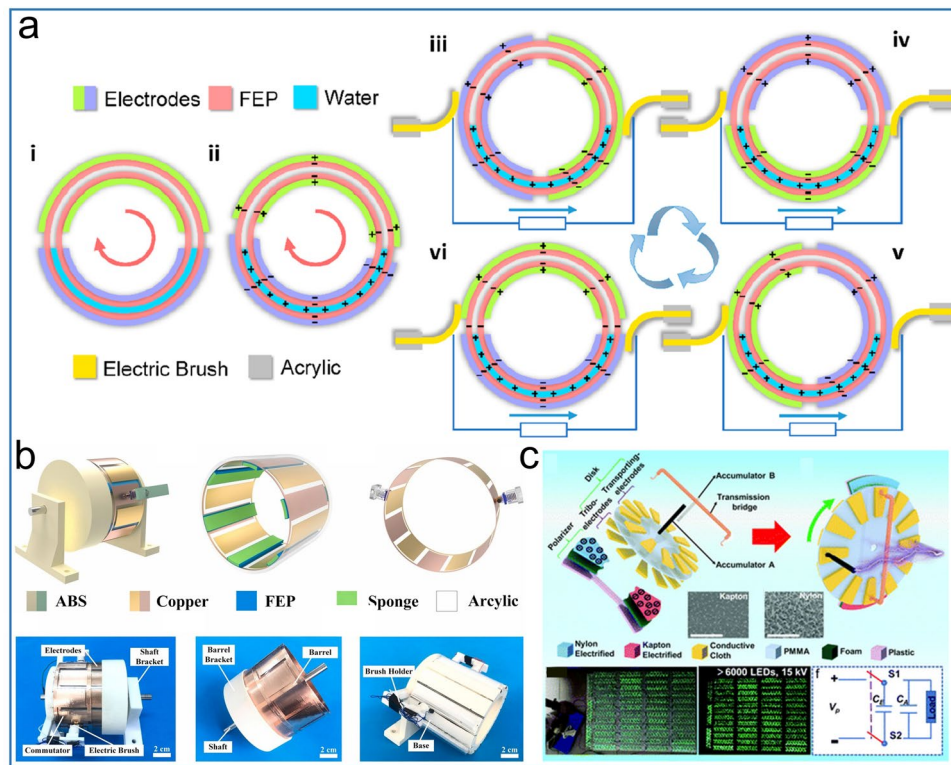 a
Electrodes
FEP
Water
i
ii
iii
iv
vi
v
Electric Brush
Acrylic
b
ABS
Copper
FEP
Sponge
Arcylic
Electrodes
Shaft
Bracket
Commutator
Electric Brush
2 cm
Barrel
Bracket
Barrel
Shaft
2 cm
Brush Holder
Base
2 cm
c
Polarizer
Disk
Tribo-
electrodes
Transporting-
electrodes
Accumulator B
Transmission
bridge
Accumulator A
Kapton
Nylon
Nylon
Electrified
Kapton
Electrified
Conductive
Cloth
PMMA
Foam
Plastic
>6000 LEDs, 15 kV
f
+
S1
Vp
CE
CA
Load
S2
-